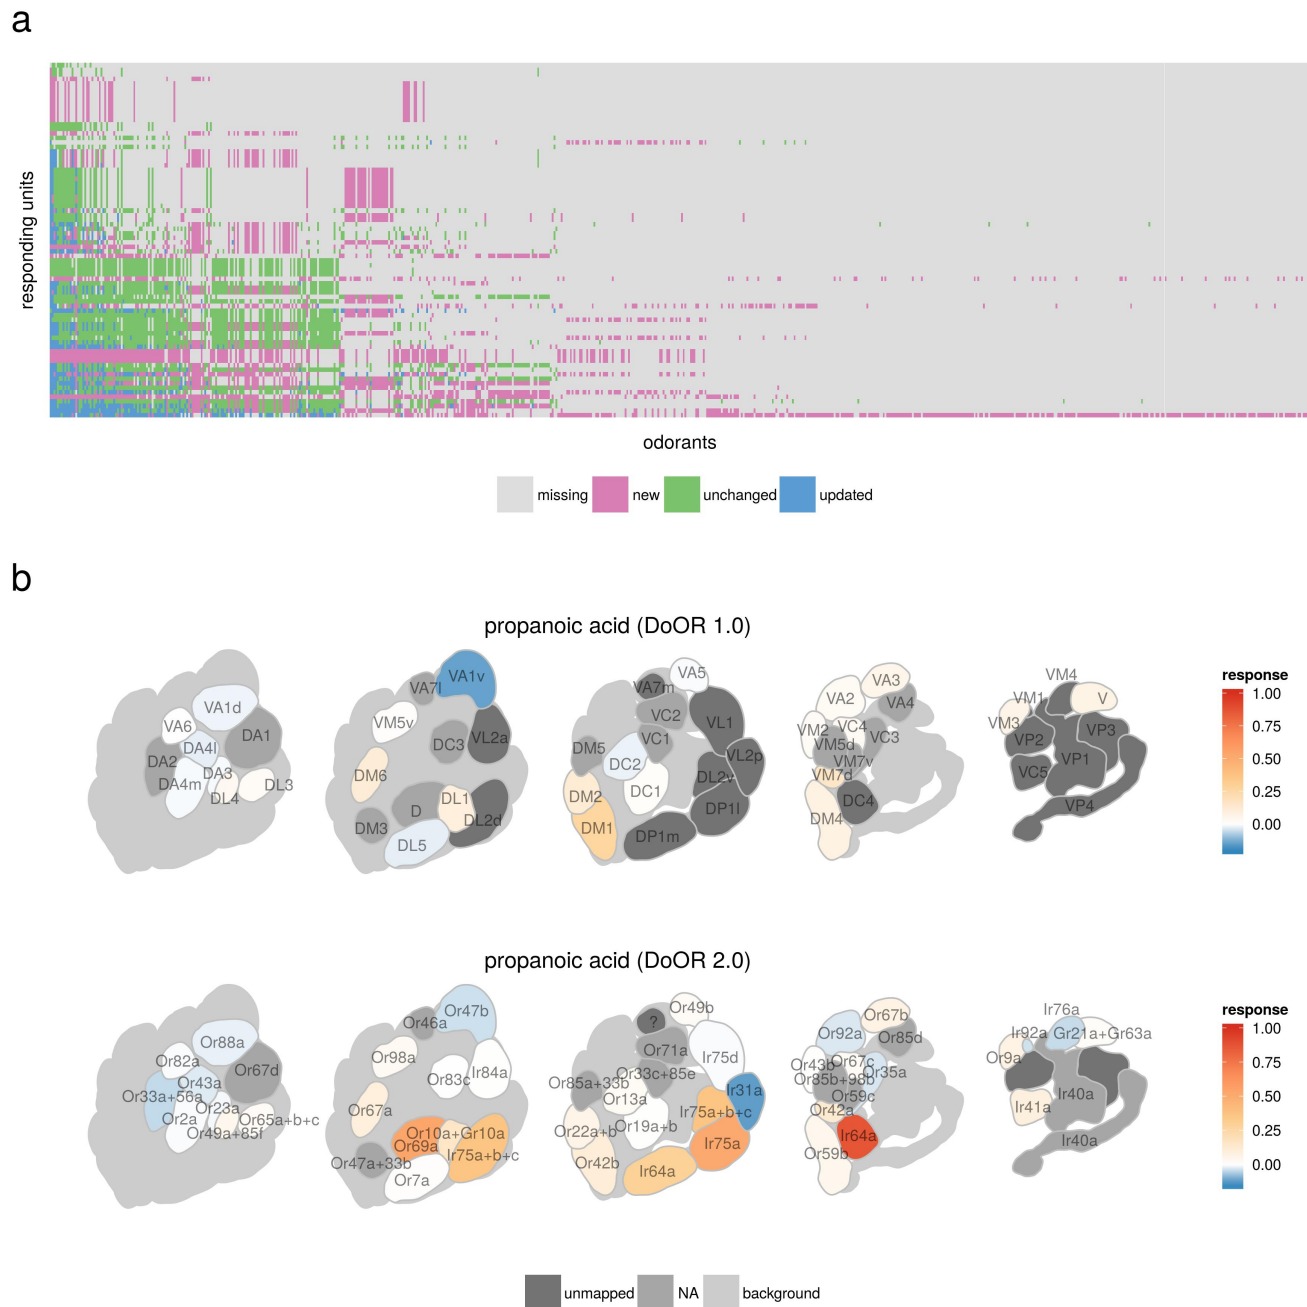 a
responding units
odorants
missing new unchanged updated
b
propanoic acid (DoOR 1.0)
VA1d
VA6
DA4l
DA1
DA2
DA3
DA4m
DL4
DL3
VA7l
VA1v
VM5v
DC3
VL2a
DM6
D
DL1
DM3
DL2d
DL5
VA7m
VA5
VC2
VL1
VC1
DM5
DC2
VL2p
DL2v
DM2
DC1
DP1l
DM1
DP1m
VA3
VA2
VA4
VM2
VC4
VC3
VM5d
VM7v
VM7d
DC4
DM4
VM4
VM1
V
VM3
VP2
VP3
VC5
VP1
VP4
response
1.00
0.75
0.50
0.25
0.00
propanoic acid (DoOR 2.0)
Or88a
Or82a
Or43a
Or67d
Or33a+56a
Or23a
Or2a
Or65a+b+c
Or49a+85f
Or46a
Or47b
Or98a
Or83c
Ir84a
Or67a
Or10a+Gr10a
Or69a
Or47a+33b
Ir75a+b+c
Or7a
?
Or49b
Or71a
Ir75d
Or33c+85e
Or85a+33b
Or13a
Ir31a
Ir75a+b+c
Or22a+b
Or19a+b
Ir75a
Or42b
Ir64a
Or67b
Or92a
Or85d
Or43b
Or67c
Or35a
Or85b+98b
Or59c
Or42a
Ir64a
Or59b
Ir76a
Ir92a
Gr21a+Gr63a
Or9a
Ir41a
Ir40a
Ir40a
response
1.00
0.75
0.50
0.25
0.00
unmapped NA background